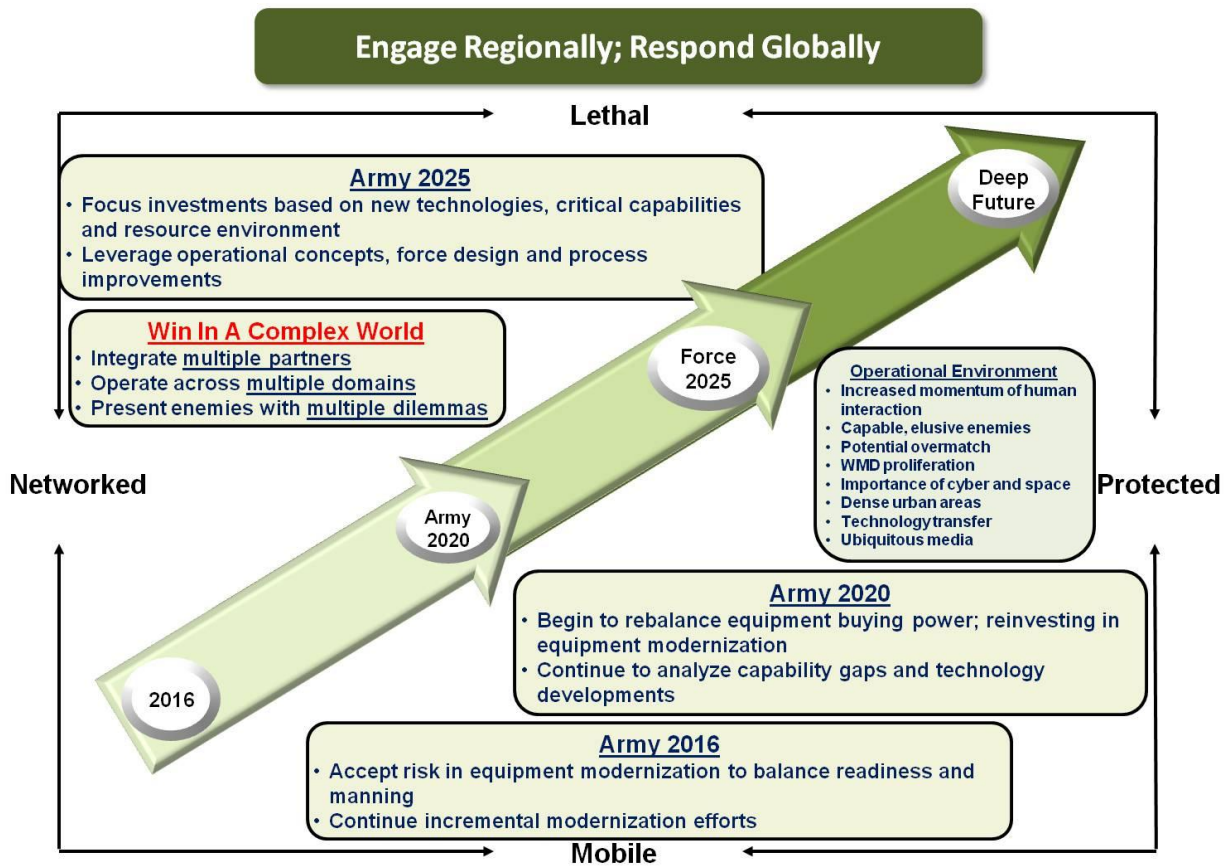 Engage Regionally; Respond Globally
Lethal
Army 2025
• Focus investments based on new technologies, critical capabilities
and resource environment
• Leverage operational concepts, force design and process
improvements
Deep
Future
Win In A Complex World
• Integrate multiple partners
• Operate across multiple domains
• Present enemies with multiple dilemmas
Force
2025
Operational Environment
• Increased momentum of human
interaction
• Capable, elusive enemies
• Potential overmatch
• WMD proliferation
• Importance of cyber and space
• Dense urban areas
• Technology transfer
• Ubiquitous media
Networked
Protected
Army
2020
Army 2020
• Begin to rebalance equipment buying power; reinvesting in
equipment modernization
• Continue to analyze capability gaps and technology
developments
2016
Army 2016
• Accept risk in equipment modernization to balance readiness and
manning
• Continue incremental modernization efforts
Mobile